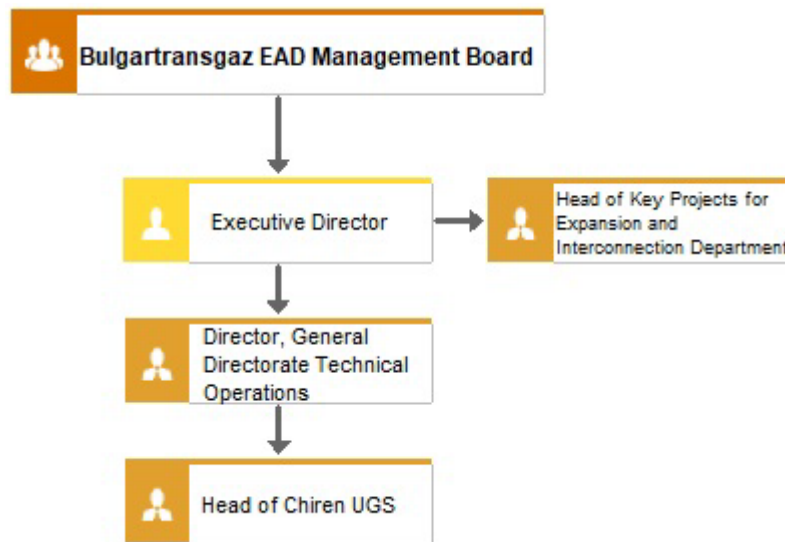 Bulgartransgaz EAD Management Board
Executive Director
Head of Key Projects for
Expansion and
Interconnection Department
Director, General
Directorate Technical
Operations
Head of Chiren UGS